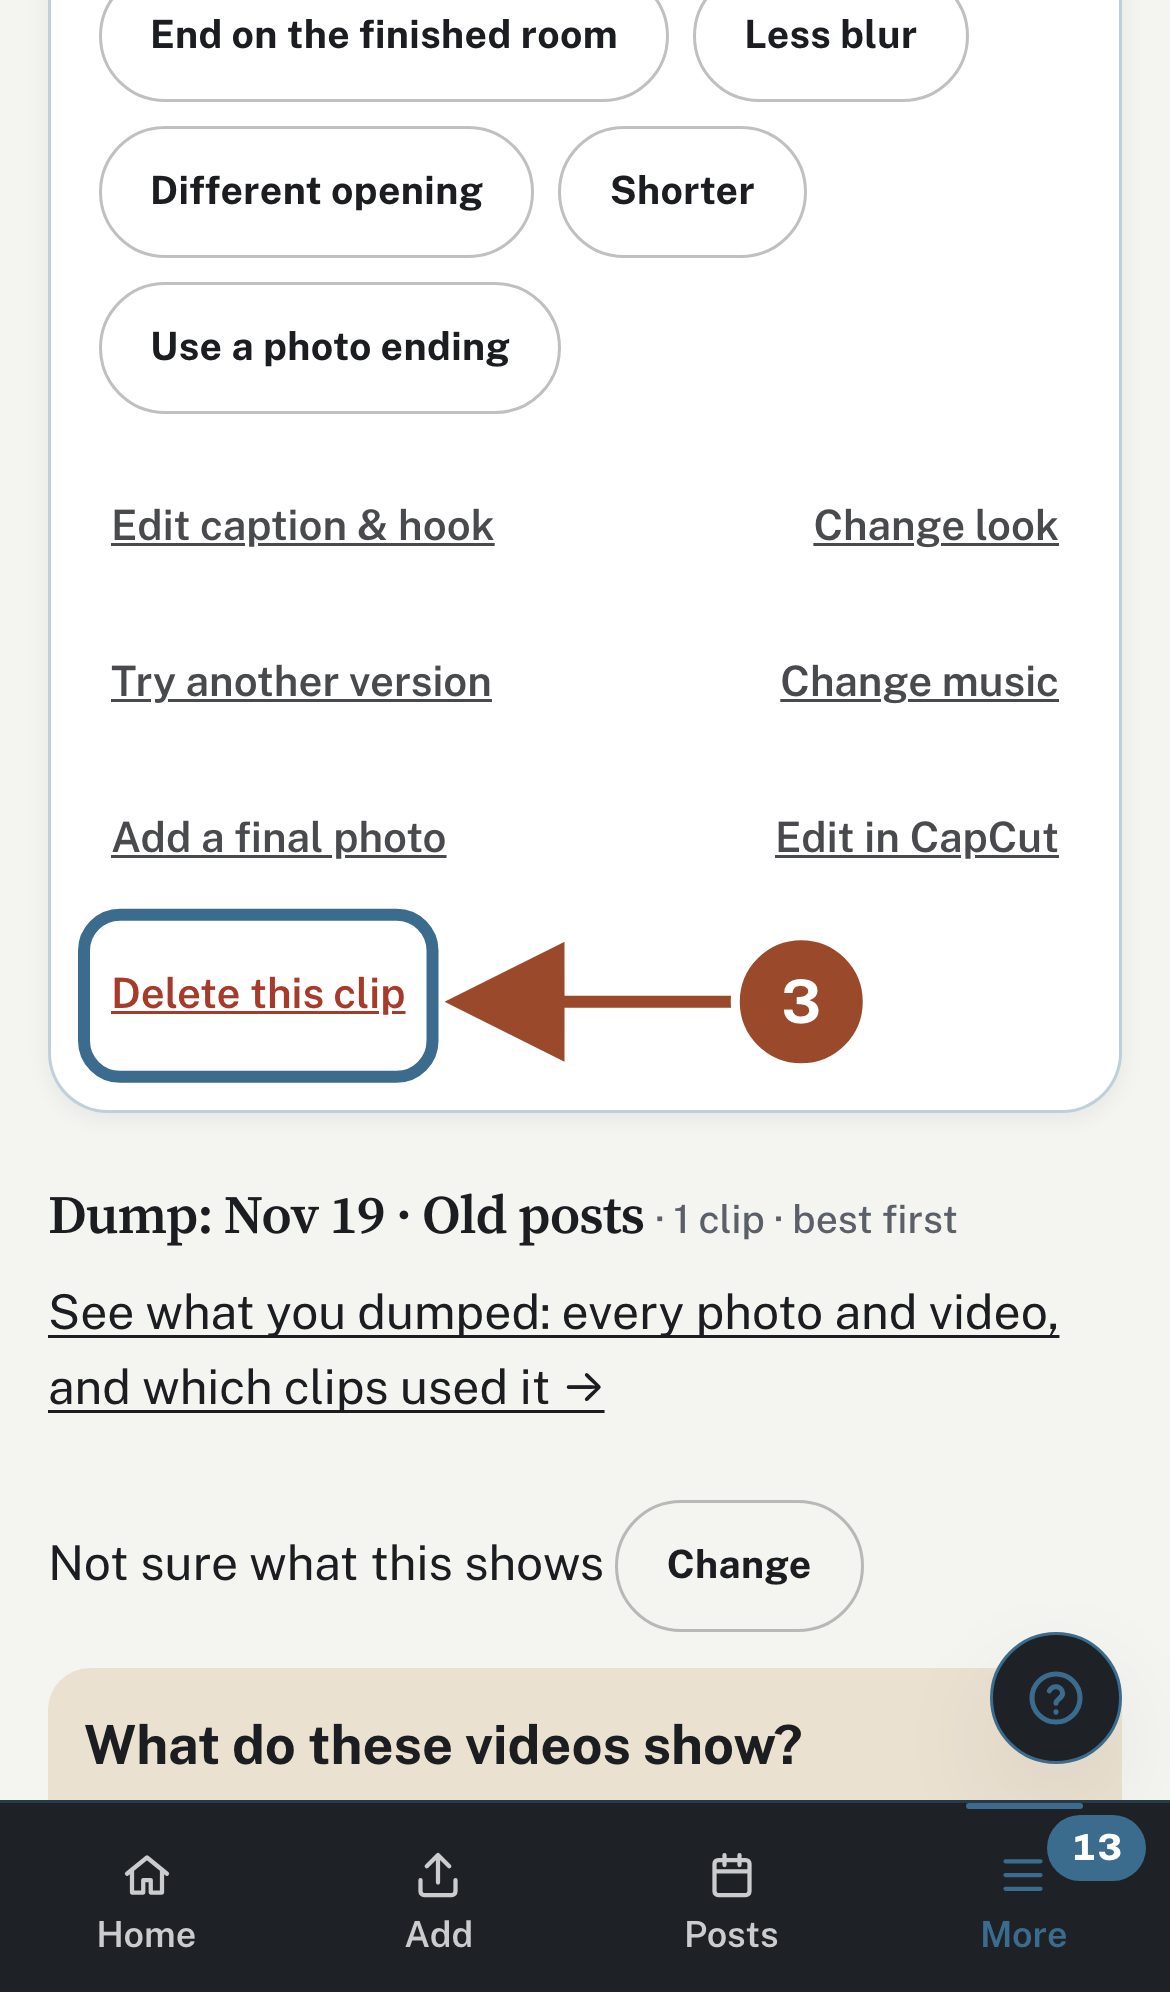 End on the finished room
Less blur
Different opening
Shorter
Use a photo ending
Edit caption & hook
Change look
Try another version
Change music
Add a final photo
Edit in CapCut
Delete this clip
3
Dump: Nov 19 · Old posts · 1 clip · best first
See what you dumped: every photo and video,
and which clips used it →
Not sure what this shows
Change
What do these videos show?
?
13
Home
Add
Posts
More